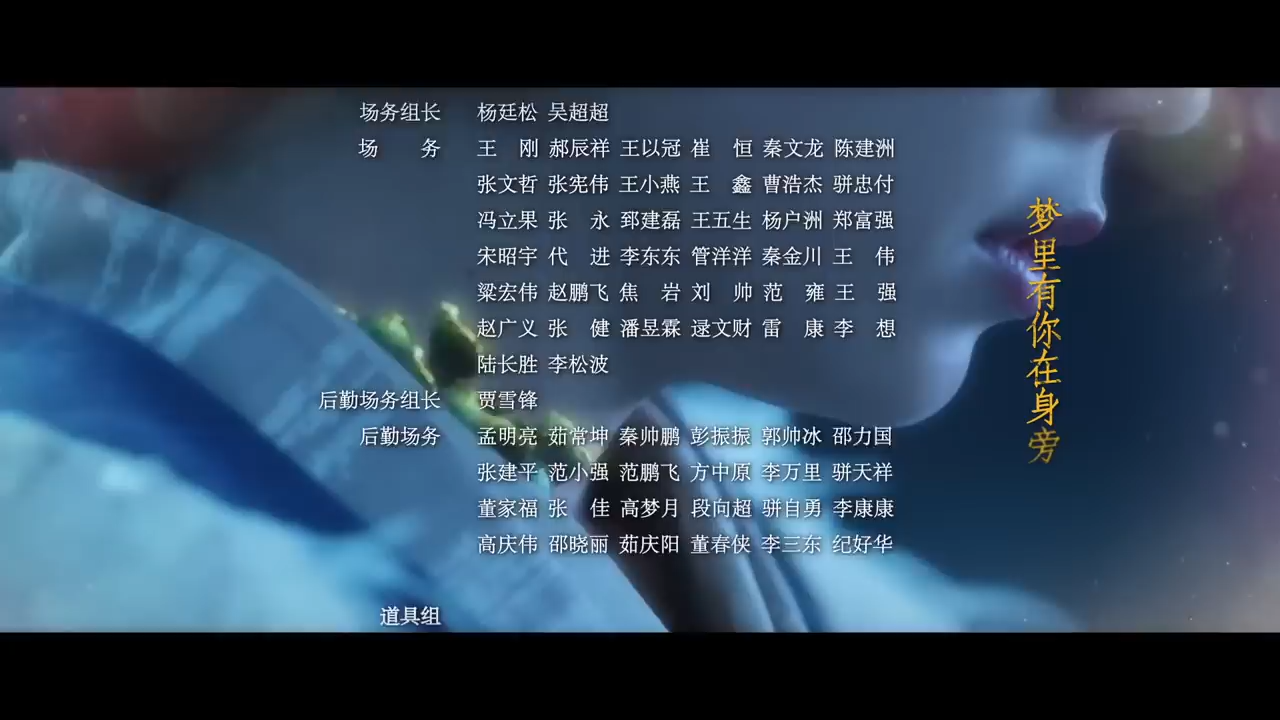 场务组长 杨廷松 吴超超
场 务 王 刚 郝辰祥 王以冠 崔 恒 秦文龙 陈建洲
张文哲 张宪伟 王小燕 王 鑫 曹浩杰 骈忠付
冯立果 张 永 郅建磊 王五生 杨户洲 郑富强
宋昭宇 代 进 李东东 管洋洋 秦金川 王 伟
粱宏伟 赵鹏飞 焦 岩 刘 帅 范 雍 王 强
赵广义 张 健 潘昱霖 逯文财 雷 康 李 想
陆长胜 李松波
后勤场务组长 贾雪锋
后勤场务 孟明亮 茹常坤 秦帅鹏 彭振振 郭帅冰 邵力国
张建平 范小强 范鹏飞 方中原 李万里 骈天祥
董家福 张 佳 高梦月 段向超 骈自勇 李康康
高庆伟 邵晓丽 茹庆阳 董春侠 李三东 纪好华
道具组
梦里有你在身旁